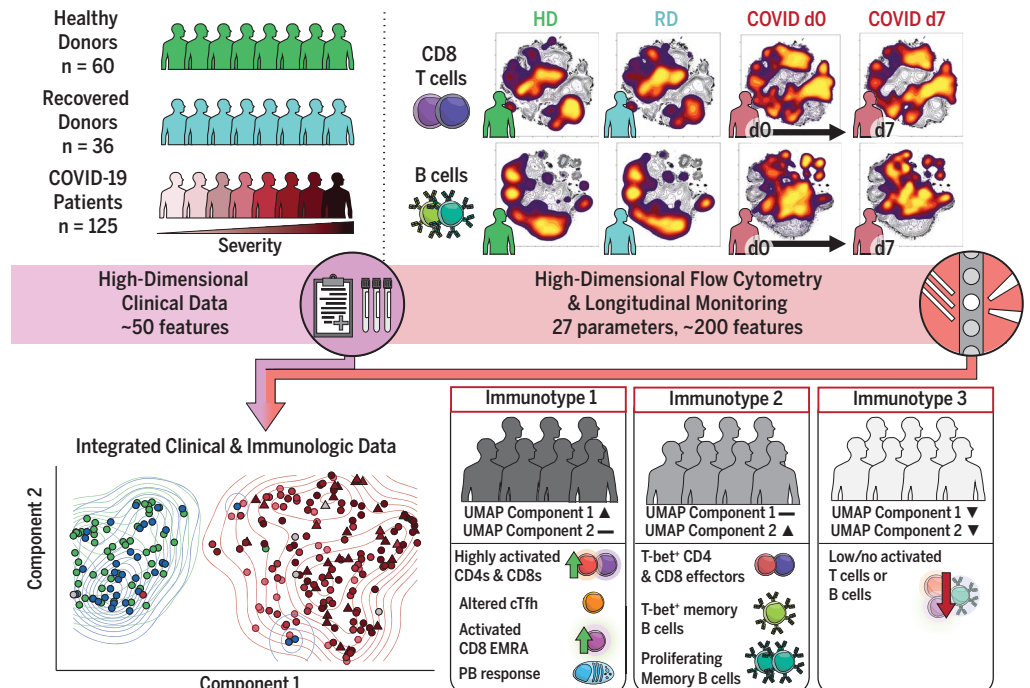 Healthy
Donors
n = 60
Recovered
Donors
n = 36
COVID-19
Patients
n = 125
Severity
HD
RD
COVID d0
COVID d7
CD8
T cells
d0
d7
B cells
d0
d7
High-Dimensional
Clinical Data
~50 features
High-Dimensional Flow Cytometry
& Longitudinal Monitoring
27 parameters, ~200 features
Integrated Clinical & Immunologic Data
Component 2
Component 1
Immunotype 1
UMAP Component 1 ▲
UMAP Component 2 —
Highly activated
CD4s & CD8s
Altered cTfh
Activated
CD8 EMRA
PB response
Immunotype 2
UMAP Component 1 —
UMAP Component 2 ▲
T-bet⁺ CD4
& CD8 effectors
T-bet⁺ memory
B cells
Proliferating
Memory B cells
Immunotype 3
UMAP Component 1 ▼
UMAP Component 2 ▼
Low/no activated
T cells or
B cells